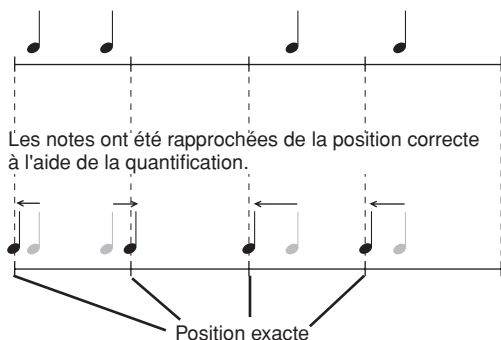 Les notes ont été rapprochées de la position correcte
à l'aide de la quantification.
Position exacte